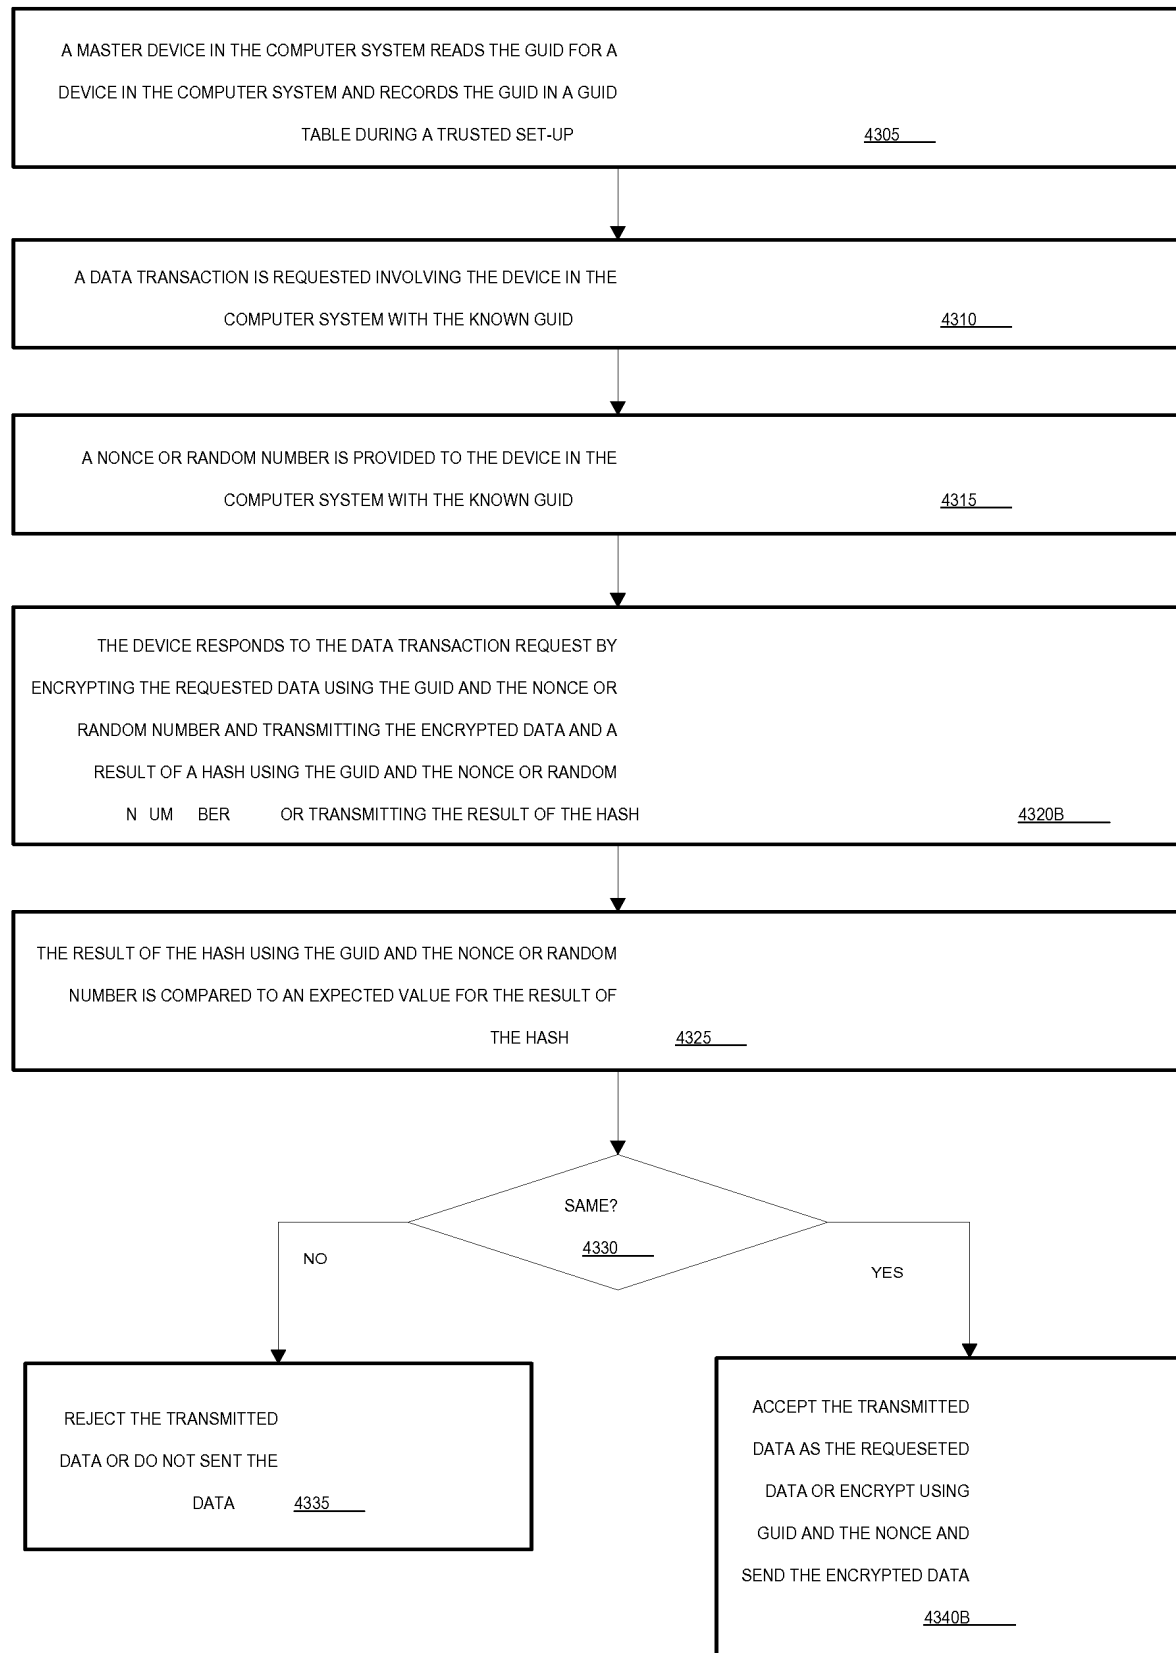 A MASTER DEVICE IN THE COMPUTER SYSTEM READS THE GUID FOR A
DEVICE IN THE COMPUTER SYSTEM AND RECORDS THE GUID IN A GUID
TABLE DURING A TRUSTED SET-UP 4305
A DATA TRANSACTION IS REQUESTED INVOLVING THE DEVICE IN THE
COMPUTER SYSTEM WITH THE KNOWN GUID 4310
A NONCE OR RANDOM NUMBER IS PROVIDED TO THE DEVICE IN THE
COMPUTER SYSTEM WITH THE KNOWN GUID 4315
THE DEVICE RESPONDS TO THE DATA TRANSACTION REQUEST BY
ENCRYPTING THE REQUESTED DATA USING THE GUID AND THE NONCE OR
RANDOM NUMBER AND TRANSMITTING THE ENCRYPTED DATA AND A
RESULT OF A HASH USING THE GUID AND THE NONCE OR RANDOM
N UM BER OR TRANSMITTING THE RESULT OF THE HASH 4320B
THE RESULT OF THE HASH USING THE GUID AND THE NONCE OR RANDOM
NUMBER IS COMPARED TO AN EXPECTED VALUE FOR THE RESULT OF
THE HASH 4325
SAME?
4330
NO
YES
REJECT THE TRANSMITTED
DATA OR DO NOT SENT THE
DATA 4335
ACCEPT THE TRANSMITTED
DATA AS THE REQUESETED
DATA OR ENCRYPT USING
GUID AND THE NONCE AND
SEND THE ENCRYPTED DATA
4340B